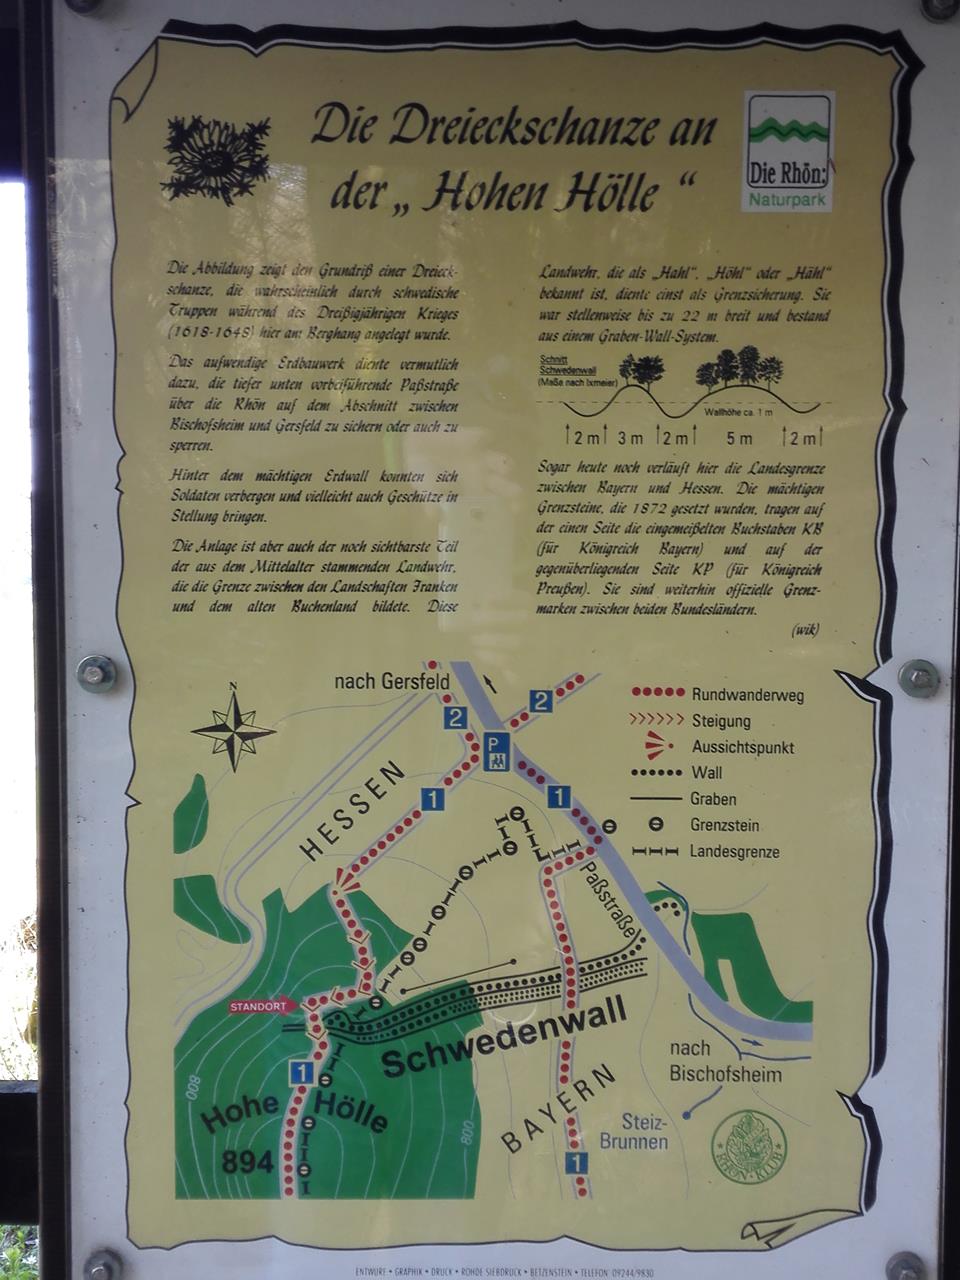 Die Dreieckschanze an
der „ Hohen Hölle “
Die Rhön:
Naturpark
Die Abbildung zeigt den Grundriß einer Dreieck-
schanze, die wahrscheinlich durch schwedische
Truppen während des Dreißigjährigen Krieges
(1618-1648) hier am Berghang angelegt wurde.
Das aufwendige Erdbauwerk diente vermutlich
dazu, die tiefer unten vorbeiführende Paßstraße
über die Rhön auf dem Abschnitt zwischen
Bischofsheim und Gersfeld zu sichern oder auch zu
sperren.
Hinter dem mächtigen Erdwall konnten sich
Soldaten verbergen und vielleicht auch Geschütze in
Stellung bringen.
Die Anlage ist aber auch der noch sichtbarste Teil
der aus dem Mittelalter stammenden Landwehr,
die die Grenze zwischen den Landschaften Franken
und dem alten Buchenland bildete. Diese
Landwehr, die als „Hahl“, „Höhl“ oder „Hähl“
bekannt ist, diente einst als Grenzsicherung. Sie
war stellenweise bis zu 22 m breit und bestand
aus einem Graben-Wall-System.
Schnitt
Schwedenwall
(Maße nach Ixmeier)
Wallhöhe ca. 1 m
2 m 3 m 2 m 5 m 2 m
Sogar heute noch verläuft hier die Landesgrenze
zwischen Bayern und Hessen. Die mächtigen
Grenzsteine, die 1872 gesetzt wurden, tragen auf
der einen Seite die eingemeißelten Buchstaben KB
(für Königreich Bayern) und auf der
gegenüberliegenden Seite KP (für Königreich
Preußen). Sie sind weiterhin offizielle Grenz-
marken zwischen beiden Bundesländern.
(wik)
nach Gersfeld
N
2
2
P
1
1
HESSEN
Rundwanderweg
Steigung
Aussichtspunkt
Wall
Graben
Grenzstein
Landesgrenze
Paßstraße
STANDORT
Schwedenwall
1
Hohe Hölle
894
800
800
BAYERN
1
nach
Bischofsheim
Steiz-
Brunnen
RHÖN-KLUB
ENTWURF • GRAPHIK • DRUCK • ROHDE SIEBDRUCK • BETZENSTEIN • TELEFON 09244/9830